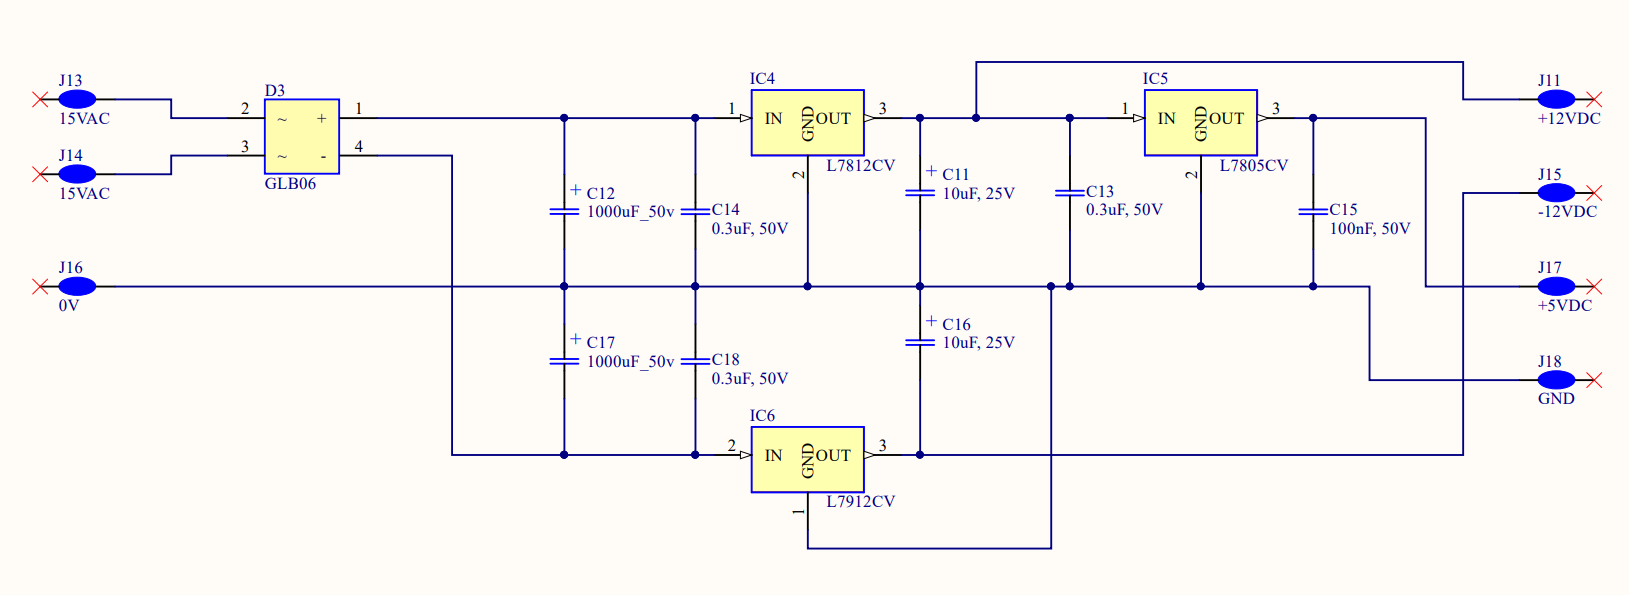 J13
15VAC
J14
15VAC
J16
0V
D3
2 ~ + 1
3 ~ - 4
GLB06
+ C12
1000uF_50v
C14
0.3uF, 50V
+ C17
1000uF_50v
C18
0.3uF, 50V
IC4
1 IN GND OUT 3
2
L7812CV
+ C11
10uF, 25V
C13
0.3uF, 50V
+ C16
10uF, 25V
IC6
2 IN GND OUT 3
1
L7912CV
IC5
1 IN GND OUT 3
2
L7805CV
C15
100nF, 50V
J11
+12VDC
J15
-12VDC
J17
+5VDC
J18
GND